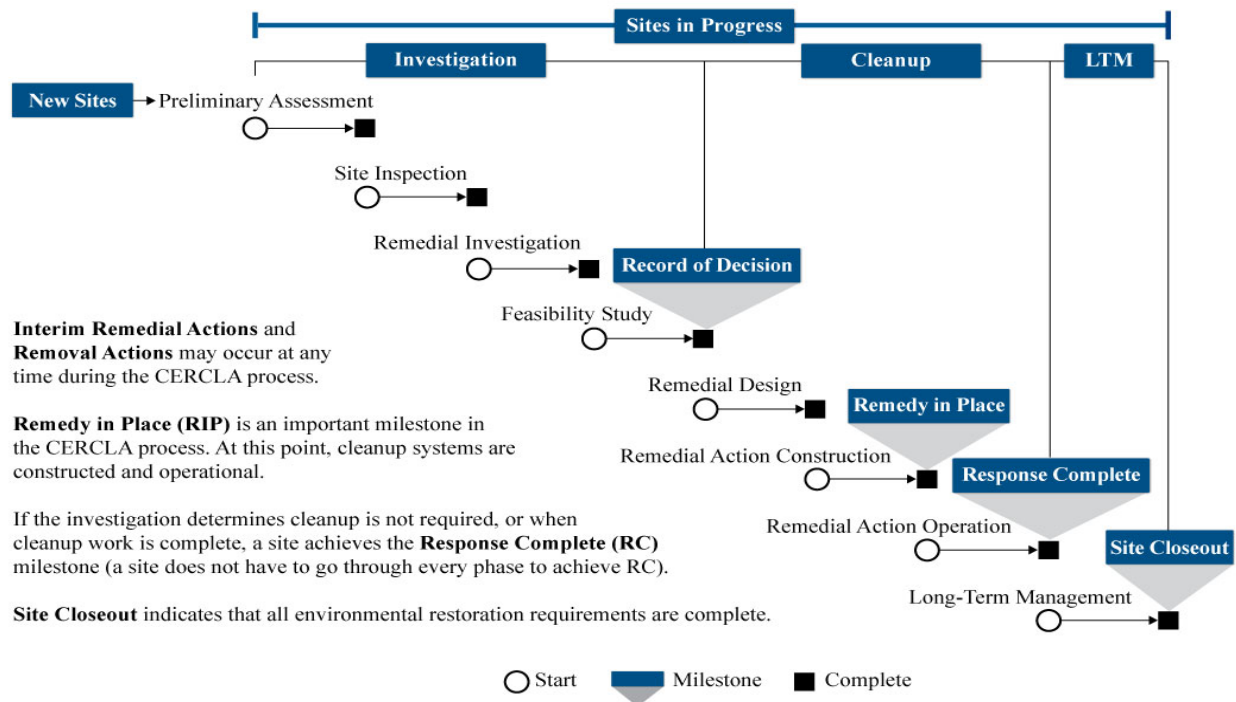 Sites in Progress
Investigation
Cleanup
LTM
New Sites
Preliminary Assessment
Site Inspection
Remedial Investigation
Record of Decision
Feasibility Study
Interim Remedial Actions and
Removal Actions may occur at any
time during the CERCLA process.
Remedial Design
Remedy in Place
Remedy in Place (RIP) is an important milestone in
the CERCLA process. At this point, cleanup systems are
constructed and operational.
Remedial Action Construction
Response Complete
If the investigation determines cleanup is not required, or when
cleanup work is complete, a site achieves the Response Complete (RC)
milestone (a site does not have to go through every phase to achieve RC).
Remedial Action Operation
Site Closeout
Long-Term Management
Site Closeout indicates that all environmental restoration requirements are complete.
Start
Milestone
Complete